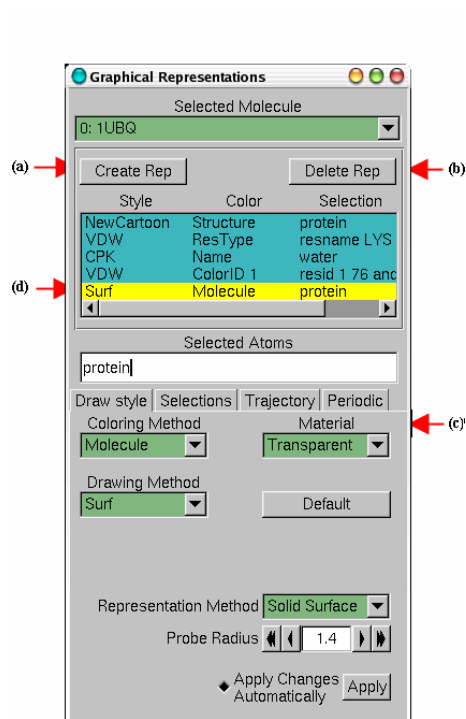 Graphical Representations
Selected Molecule
0: 1UBQ
(a) Create Rep Delete Rep (b)
Style Color Selection
NewCartoon Structure protein
VDW ResType resname LYS
CPK Name water
VDW ColorID 1 resid 1 76 and
(d) Surf Molecule protein
Selected Atoms
protein
Draw style Selections Trajectory Periodic
Coloring Method Material (c)
Molecule Transparent
Drawing Method
Surf Default
Representation Method Solid Surface
Probe Radius 1.4
Apply Changes
Automatically Apply